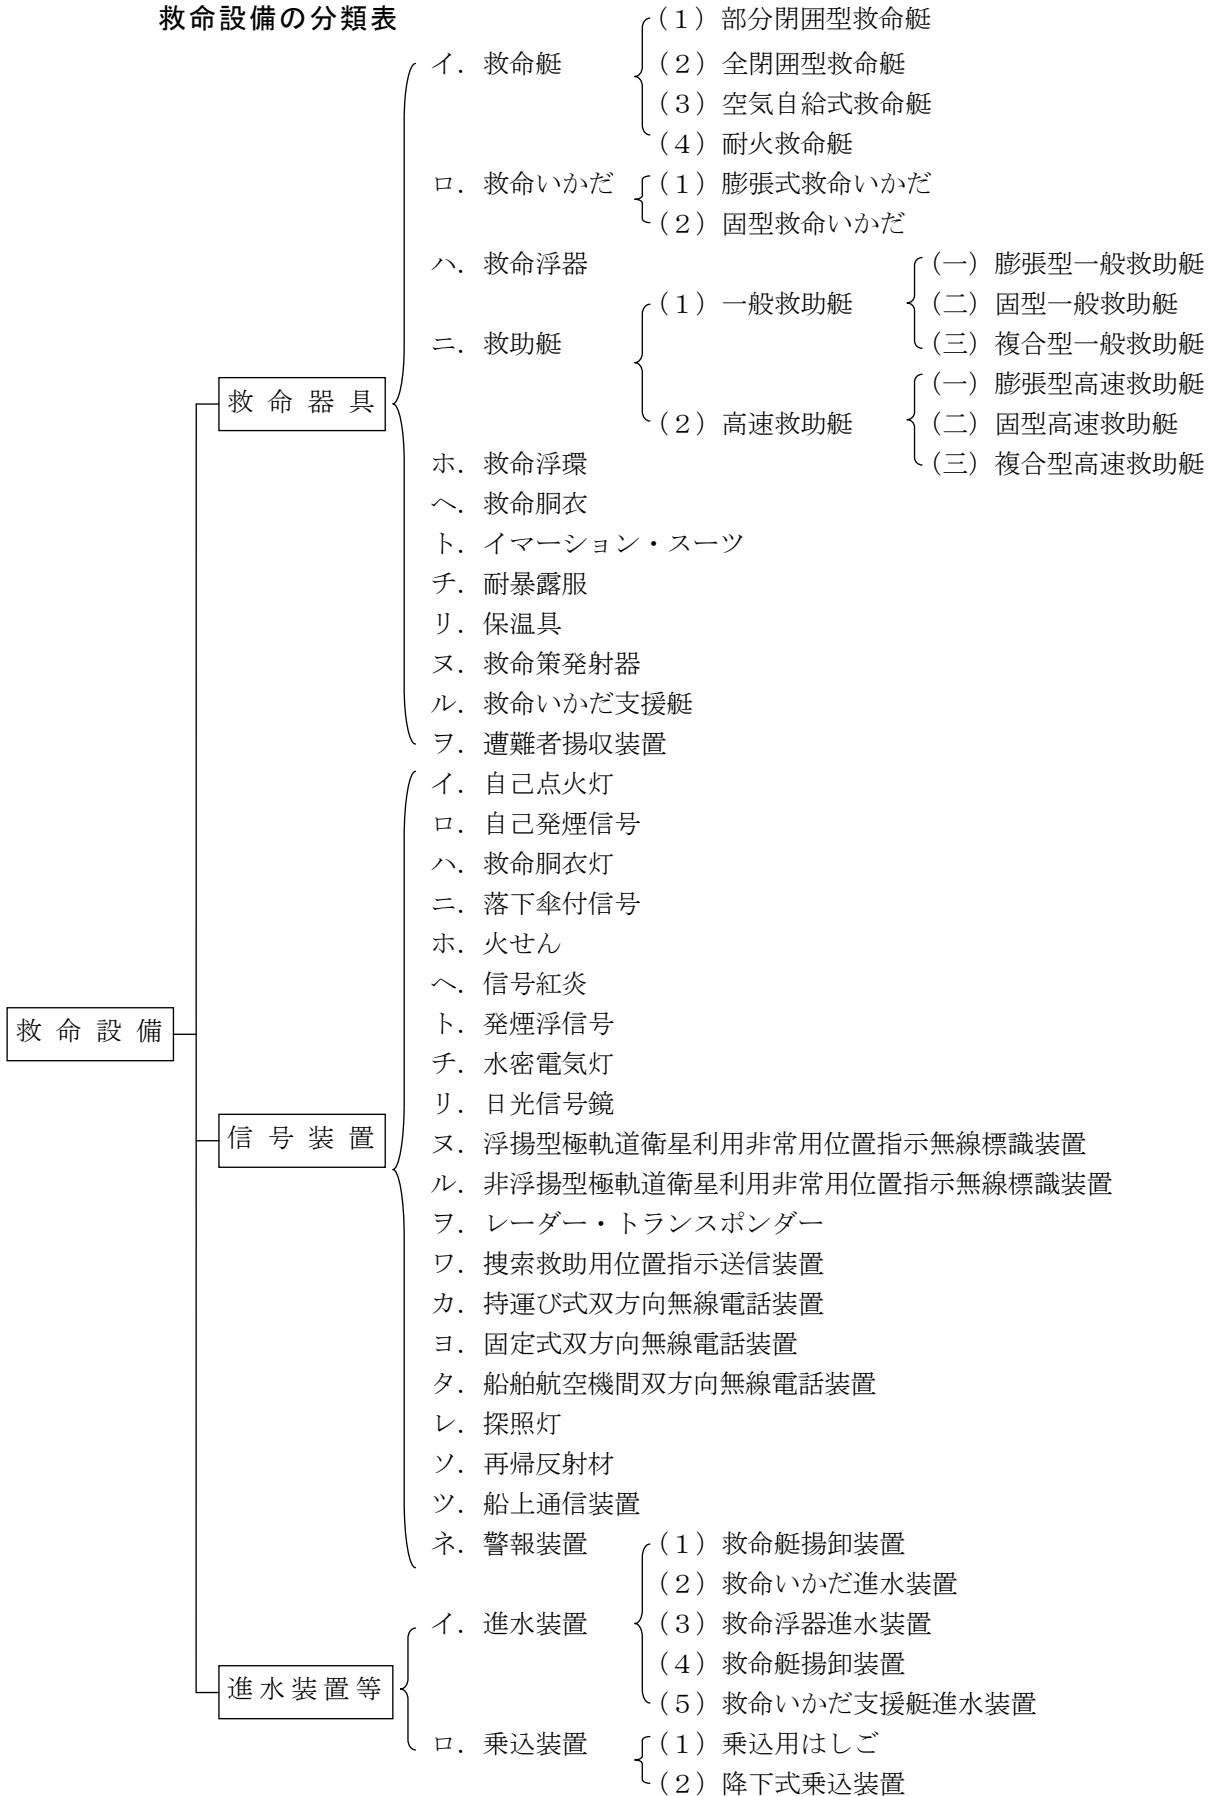 救命設備の分類表
(1) 部分閉囲型救命艇
イ. 救命艇
(2) 全閉囲型救命艇
(3) 空気自給式救命艇
(4) 耐火救命艇
ロ. 救命いかだ (1) 膨張式救命いかだ
(2) 固型救命いかだ
ハ. 救命浮器
(一) 膨張型一般救助艇
(1) 一般救助艇
(二) 固型一般救助艇
ニ. 救助艇
(三) 複合型一般救助艇
救命器具
(一) 膨張型高速救助艇
(2) 高速救助艇
(二) 固型高速救助艇
ホ. 救命浮環
(三) 複合型高速救助艇
ヘ. 救命胴衣
ト. イマーション・スーツ
チ. 耐暴露服
リ. 保温具
ヌ. 救命策発射器
ル. 救命いかだ支援艇
ヲ. 遭難者揚収装置
イ. 自己点火灯
ロ. 自己発煙信号
ハ. 救命胴衣灯
ニ. 落下傘付信号
ホ. 火せん
ヘ. 信号紅炎
救命設備
ト. 発煙浮信号
チ. 水密電気灯
リ. 日光信号鏡
信号装置
ヌ. 浮揚型極軌道衛星利用非常用位置指示無線標識装置
ル. 非浮揚型極軌道衛星利用非常用位置指示無線標識装置
ヲ. レーダー・トランスポンダー
ワ. 捜索救助用位置指示送信装置
カ. 持運び式双方向無線電話装置
ヨ. 固定式双方向無線電話装置
タ. 船舶航空機間双方向無線電話装置
レ. 探照灯
ソ. 再帰反射材
ツ. 船上通信装置
ネ. 警報装置
(1) 救命艇揚卸装置
(2) 救命いかだ進水装置
イ. 進水装置
(3) 救命浮器進水装置
(4) 救命艇揚卸装置
進水装置等
(5) 救命いかだ支援艇進水装置
ロ. 乗込装置
(1) 乗込用はしご
(2) 降下式乗込装置